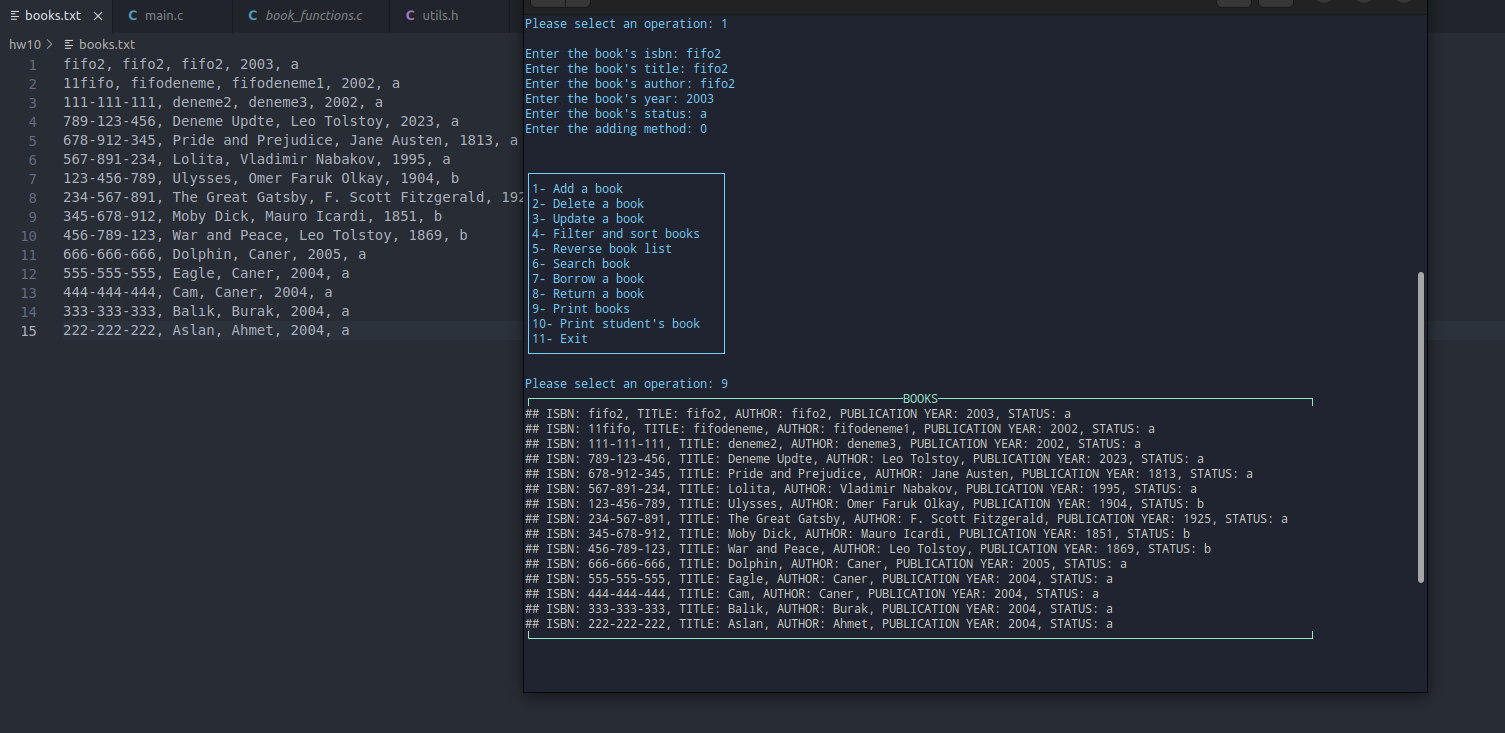 books.txt
main.c
book_functions.c
utils.h
hw10 > books.txt
1 fifo2, fifo2, fifo2, 2003, a
2 11fifo, fifodeneme, fifodeneme1, 2002, a
3 111-111-111, deneme2, deneme3, 2002, a
4 789-123-456, Deneme Updte, Leo Tolstoy, 2023, a
5 678-912-345, Pride and Prejudice, Jane Austen, 1813, a
6 567-891-234, Lolita, Vladimir Nabakov, 1995, a
7 123-456-789, Ulysses, Omer Faruk Olkay, 1904, b
8 234-567-891, The Great Gatsby, F. Scott Fitzgerald, 192
9 345-678-912, Moby Dick, Mauro Icardi, 1851, b
10 456-789-123, War and Peace, Leo Tolstoy, 1869, b
11 666-666-666, Dolphin, Caner, 2005, a
12 555-555-555, Eagle, Caner, 2004, a
13 444-444-444, Cam, Caner, 2004, a
14 333-333-333, Balık, Burak, 2004, a
15 222-222-222, Aslan, Ahmet, 2004, a
Please select an operation: 1
Enter the book's isbn: fifo2
Enter the book's title: fifo2
Enter the book's author: fifo2
Enter the book's year: 2003
Enter the book's status: a
Enter the adding method: 0
1- Add a book
2- Delete a book
3- Update a book
4- Filter and sort books
5- Reverse book list
6- Search book
7- Borrow a book
8- Return a book
9- Print books
10- Print student's book
11- Exit
Please select an operation: 9
BOOKS
## ISBN: fifo2, TITLE: fifo2, AUTHOR: fifo2, PUBLICATION YEAR: 2003, STATUS: a
## ISBN: 11fifo, TITLE: fifodeneme, AUTHOR: fifodeneme1, PUBLICATION YEAR: 2002, STATUS: a
## ISBN: 111-111-111, TITLE: deneme2, AUTHOR: deneme3, PUBLICATION YEAR: 2002, STATUS: a
## ISBN: 789-123-456, TITLE: Deneme Updte, AUTHOR: Leo Tolstoy, PUBLICATION YEAR: 2023, STATUS: a
## ISBN: 678-912-345, TITLE: Pride and Prejudice, AUTHOR: Jane Austen, PUBLICATION YEAR: 1813, STATUS: a
## ISBN: 567-891-234, TITLE: Lolita, AUTHOR: Vladimir Nabakov, PUBLICATION YEAR: 1995, STATUS: a
## ISBN: 123-456-789, TITLE: Ulysses, AUTHOR: Omer Faruk Olkay, PUBLICATION YEAR: 1904, STATUS: b
## ISBN: 234-567-891, TITLE: The Great Gatsby, AUTHOR: F. Scott Fitzgerald, PUBLICATION YEAR: 1925, STATUS: a
## ISBN: 345-678-912, TITLE: Moby Dick, AUTHOR: Mauro Icardi, PUBLICATION YEAR: 1851, STATUS: b
## ISBN: 456-789-123, TITLE: War and Peace, AUTHOR: Leo Tolstoy, PUBLICATION YEAR: 1869, STATUS: b
## ISBN: 666-666-666, TITLE: Dolphin, AUTHOR: Caner, PUBLICATION YEAR: 2005, STATUS: a
## ISBN: 555-555-555, TITLE: Eagle, AUTHOR: Caner, PUBLICATION YEAR: 2004, STATUS: a
## ISBN: 444-444-444, TITLE: Cam, AUTHOR: Caner, PUBLICATION YEAR: 2004, STATUS: a
## ISBN: 333-333-333, TITLE: Balık, AUTHOR: Burak, PUBLICATION YEAR: 2004, STATUS: a
## ISBN: 222-222-222, TITLE: Aslan, AUTHOR: Ahmet, PUBLICATION YEAR: 2004, STATUS: a